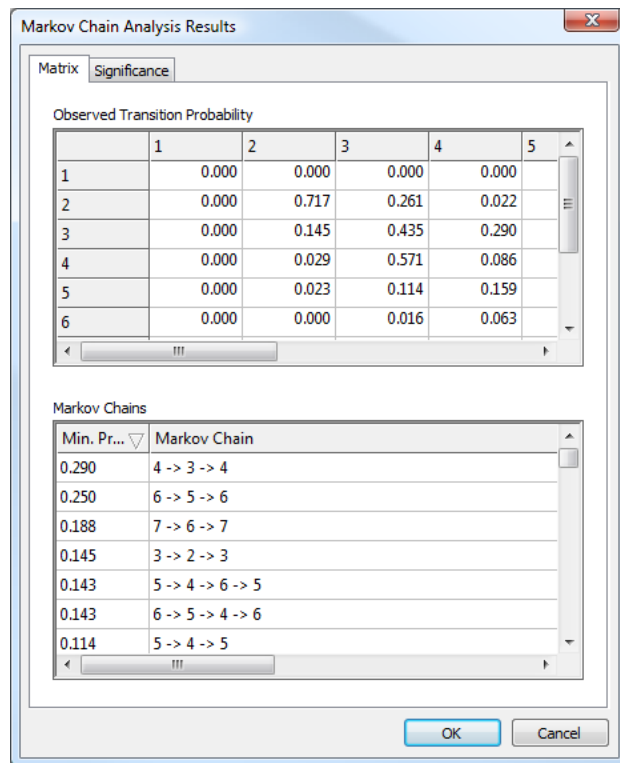 Markov Chain Analysis Results
Matrix Significance
Observed Transition Probability
1 2 3 4 5
1 0.000 0.000 0.000 0.000
2 0.000 0.717 0.261 0.022
3 0.000 0.145 0.435 0.290
4 0.000 0.029 0.571 0.086
5 0.000 0.023 0.114 0.159
6 0.000 0.000 0.016 0.063
Markov Chains
Min. Pr... Markov Chain
0.290 4 -> 3 -> 4
0.250 6 -> 5 -> 6
0.188 7 -> 6 -> 7
0.145 3 -> 2 -> 3
0.143 5 -> 4 -> 6 -> 5
0.143 6 -> 5 -> 4 -> 6
0.114 5 -> 4 -> 5
OK Cancel